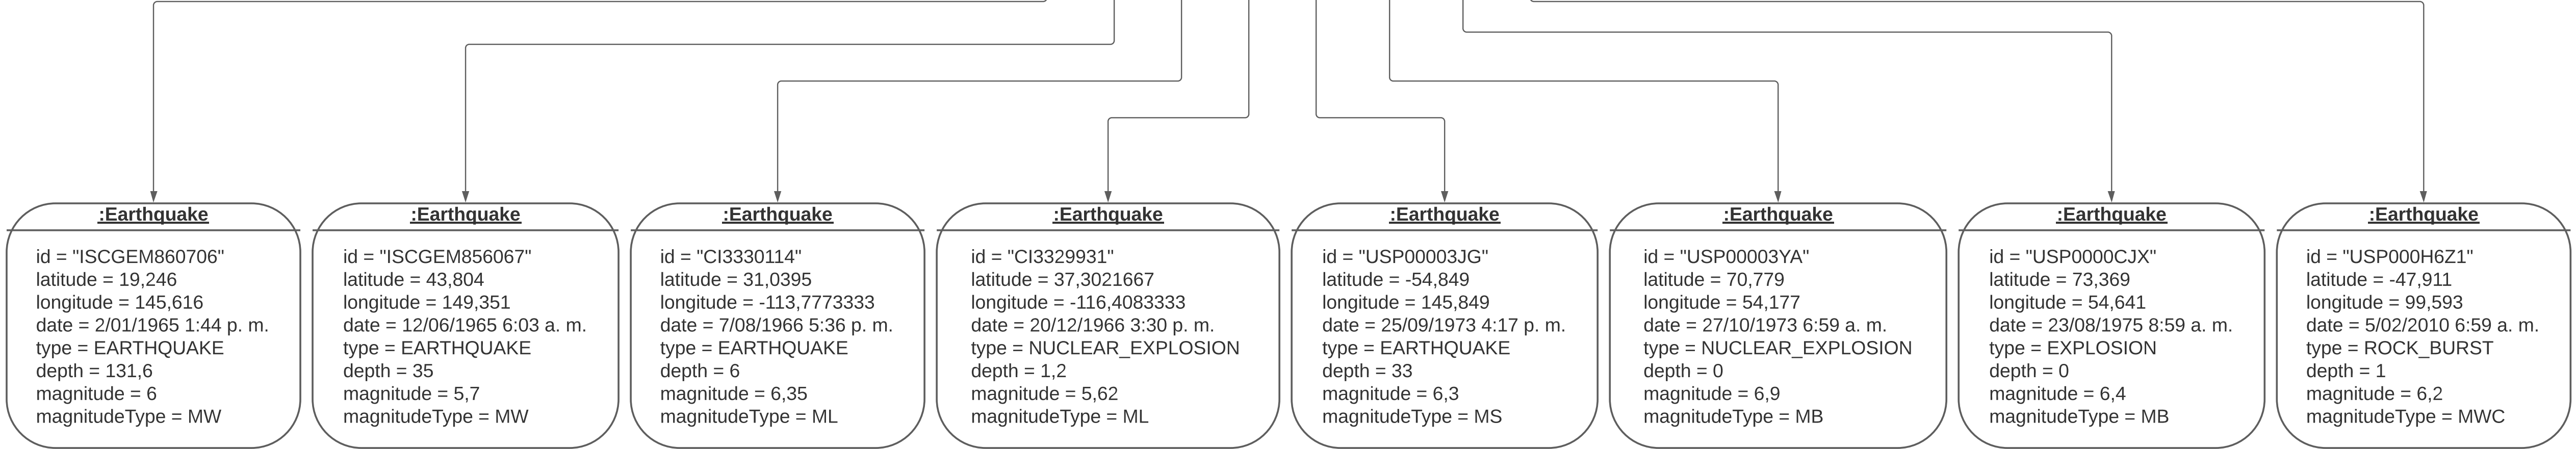 :Earthquake
id = "ISCGEM860706"
latitude = 19,246
longitude = 145,616
date = 2/01/1965 1:44 p. m.
type = EARTHQUAKE
depth = 131,6
magnitude = 6
magnitudeType = MW
:Earthquake
id = "ISCGEM856067"
latitude = 43,804
longitude = 149,351
date = 12/06/1965 6:03 a. m.
type = EARTHQUAKE
depth = 35
magnitude = 5,7
magnitudeType = MW
:Earthquake
id = "CI3330114"
latitude = 31,0395
longitude = -113,7773333
date = 7/08/1966 5:36 p. m.
type = EARTHQUAKE
depth = 6
magnitude = 6,35
magnitudeType = ML
:Earthquake
id = "CI3329931"
latitude = 37,3021667
longitude = -116,4083333
date = 20/12/1966 3:30 p. m.
type = NUCLEAR_EXPLOSION
depth = 1,2
magnitude = 5,62
magnitudeType = ML
:Earthquake
id = "USP00003JG"
latitude = -54,849
longitude = 145,849
date = 25/09/1973 4:17 p. m.
type = EARTHQUAKE
depth = 33
magnitude = 6,3
magnitudeType = MS
:Earthquake
id = "USP00003YA"
latitude = 70,779
longitude = 54,177
date = 27/10/1973 6:59 a. m.
type = NUCLEAR_EXPLOSION
depth = 0
magnitude = 6,9
magnitudeType = MB
:Earthquake
id = "USP0000CJX"
latitude = 73,369
longitude = 54,641
date = 23/08/1975 8:59 a. m.
type = EXPLOSION
depth = 0
magnitude = 6,4
magnitudeType = MB
:Earthquake
id = "USP000H6Z1"
latitude = -47,911
longitude = 99,593
date = 5/02/2010 6:59 a. m.
type = ROCK_BURST
depth = 1
magnitude = 6,2
magnitudeType = MWC